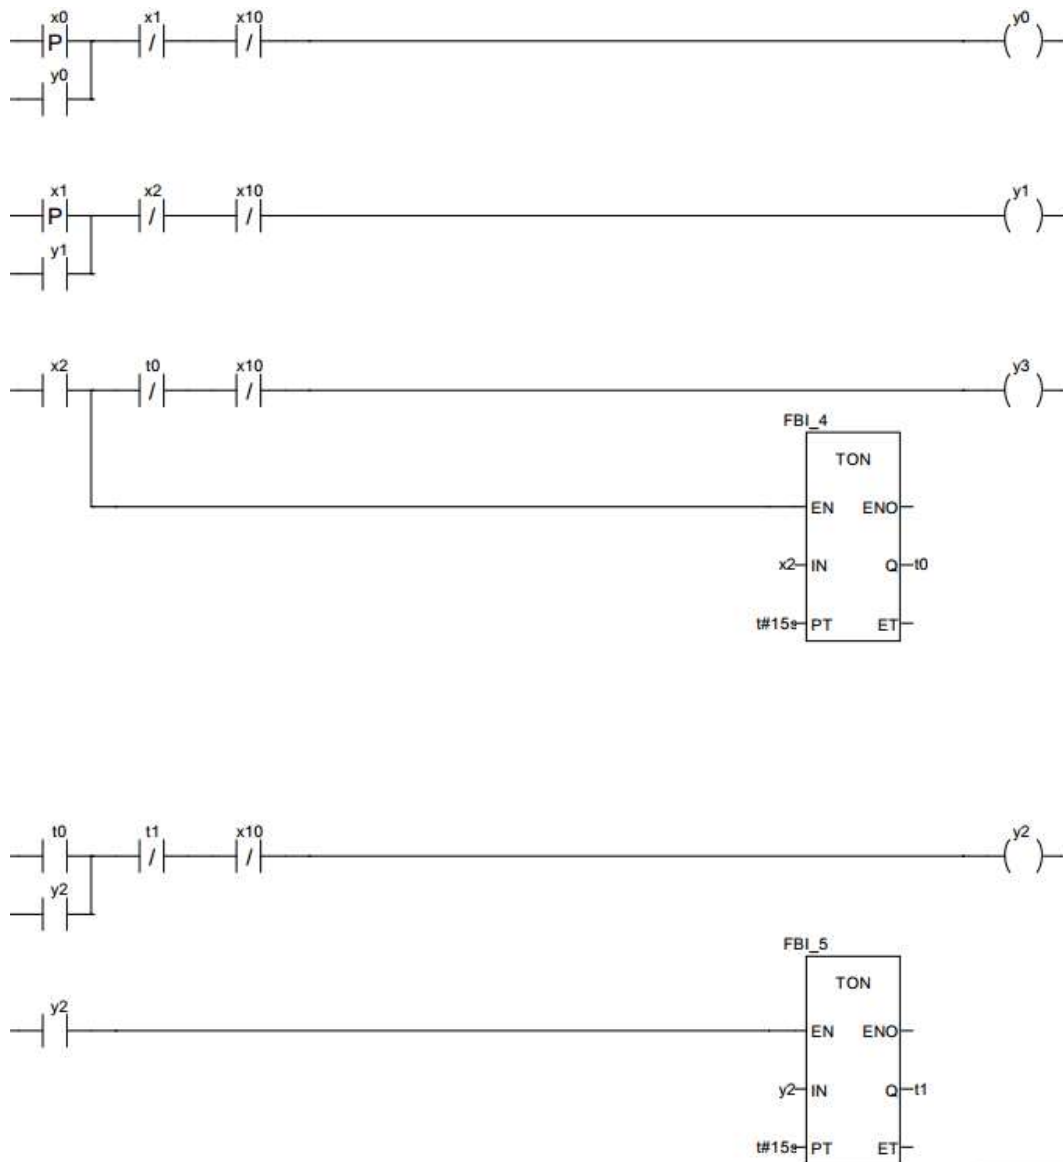 x0 x1 x10 y0
P / /
y0
x1 x2 x10 y1
P / /
y1
x2 t0 x10 y3
/ /
FBI_4
TON
EN ENO
x2 IN Q t0
t#15s PT ET
t0 t1 x10 y2
/ /
y2
FBI_5
TON
y2
EN ENO
y2 IN Q t1
t#15s PT ET